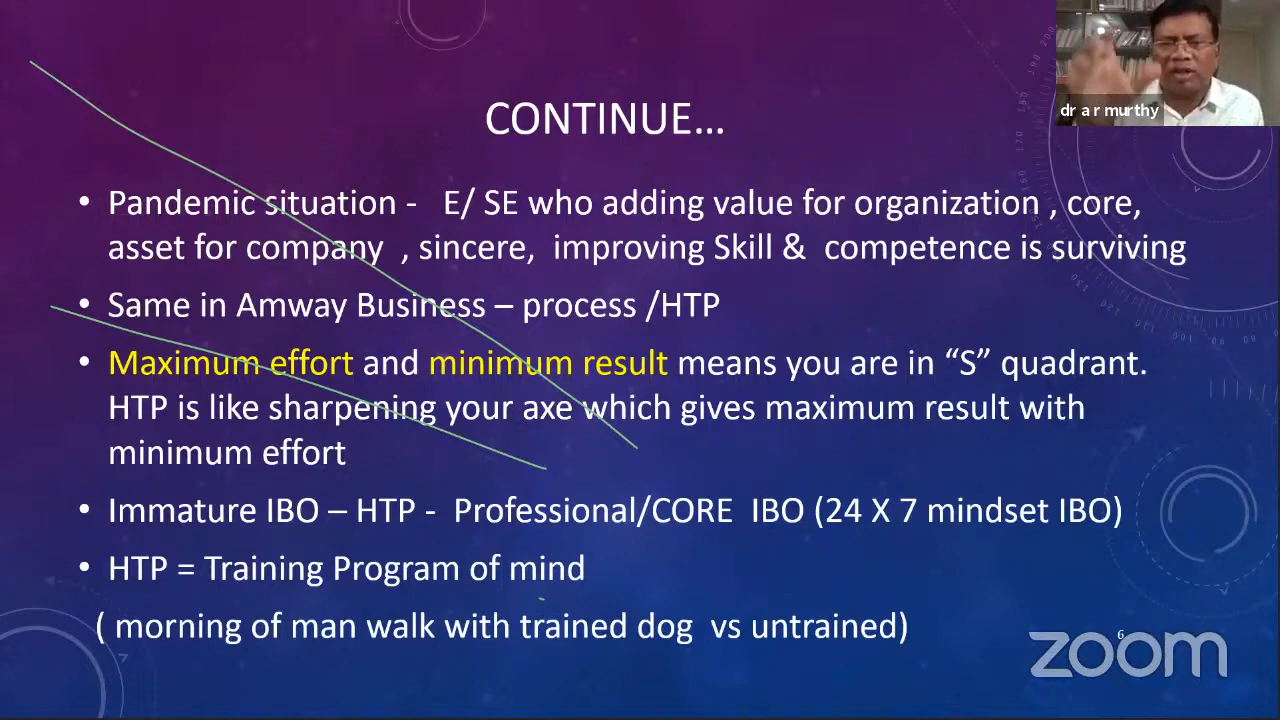 dr a r murthy
CONTINUE…
• Pandemic situation - E/ SE who adding value for organization , core,
asset for company , sincere, improving Skill & competence is surviving
• Same in Amway Business – process /HTP
• Maximum effort and minimum result means you are in “S” quadrant.
HTP is like sharpening your axe which gives maximum result with
minimum effort
• Immature IBO – HTP - Professional/CORE IBO (24 X 7 mindset IBO)
• HTP = Training Program of mind
( morning of man walk with trained dog vs untrained)
6
zoom